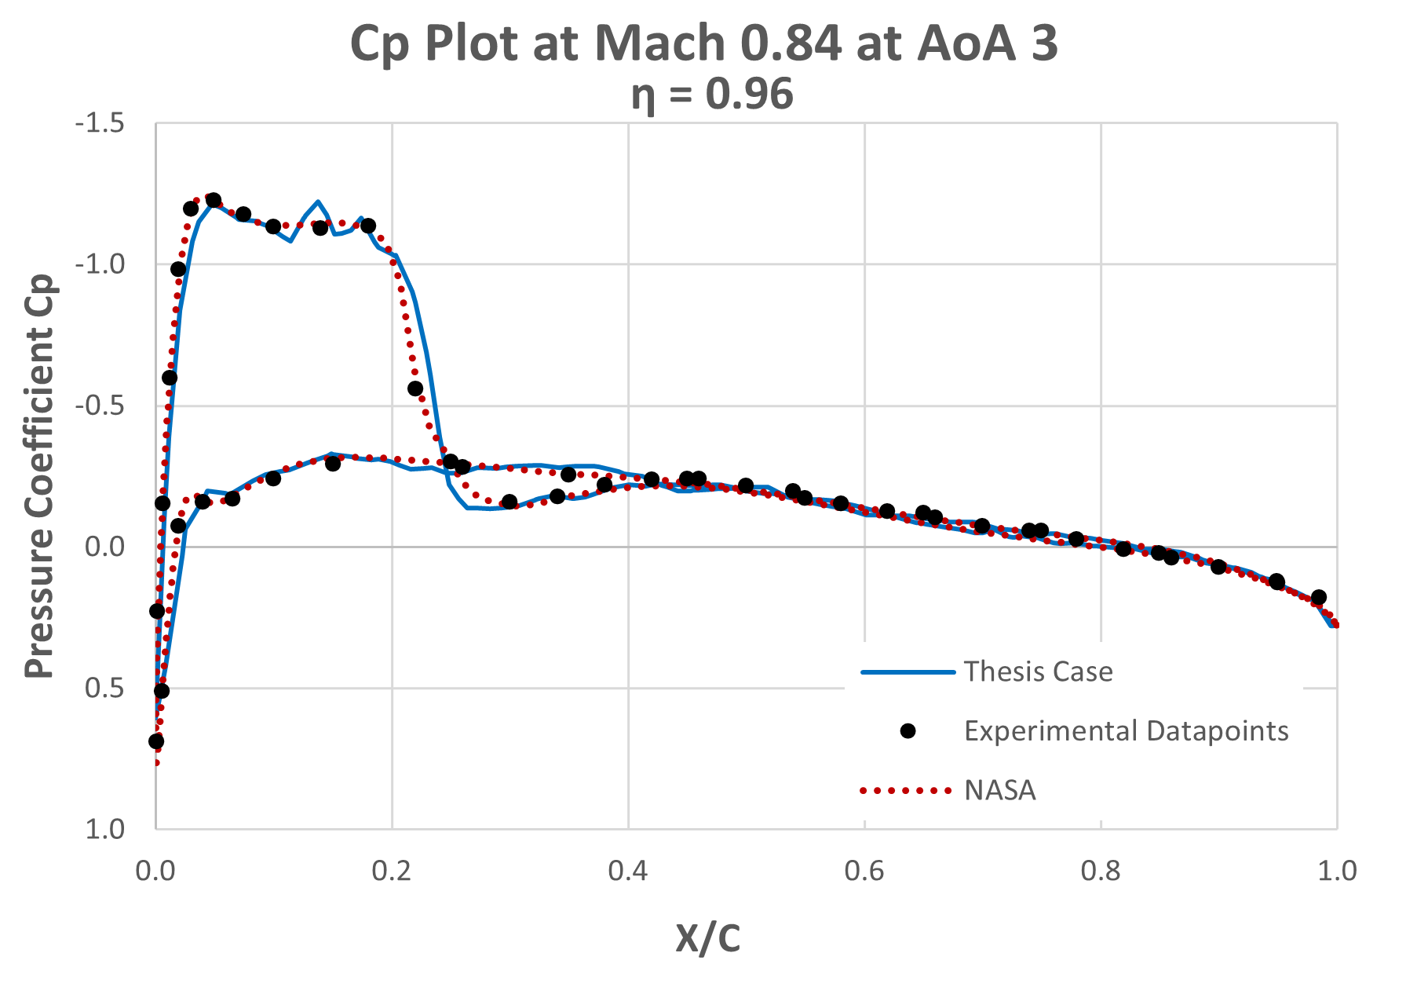 Cp Plot at Mach 0.84 at AoA 3
η = 0.96
-1.5
-1.0
-0.5
0.0
0.5
1.0
Pressure Coefficient Cp
0.0 0.2 0.4 0.6 0.8 1.0
X/C
Thesis Case
Experimental Datapoints
NASA